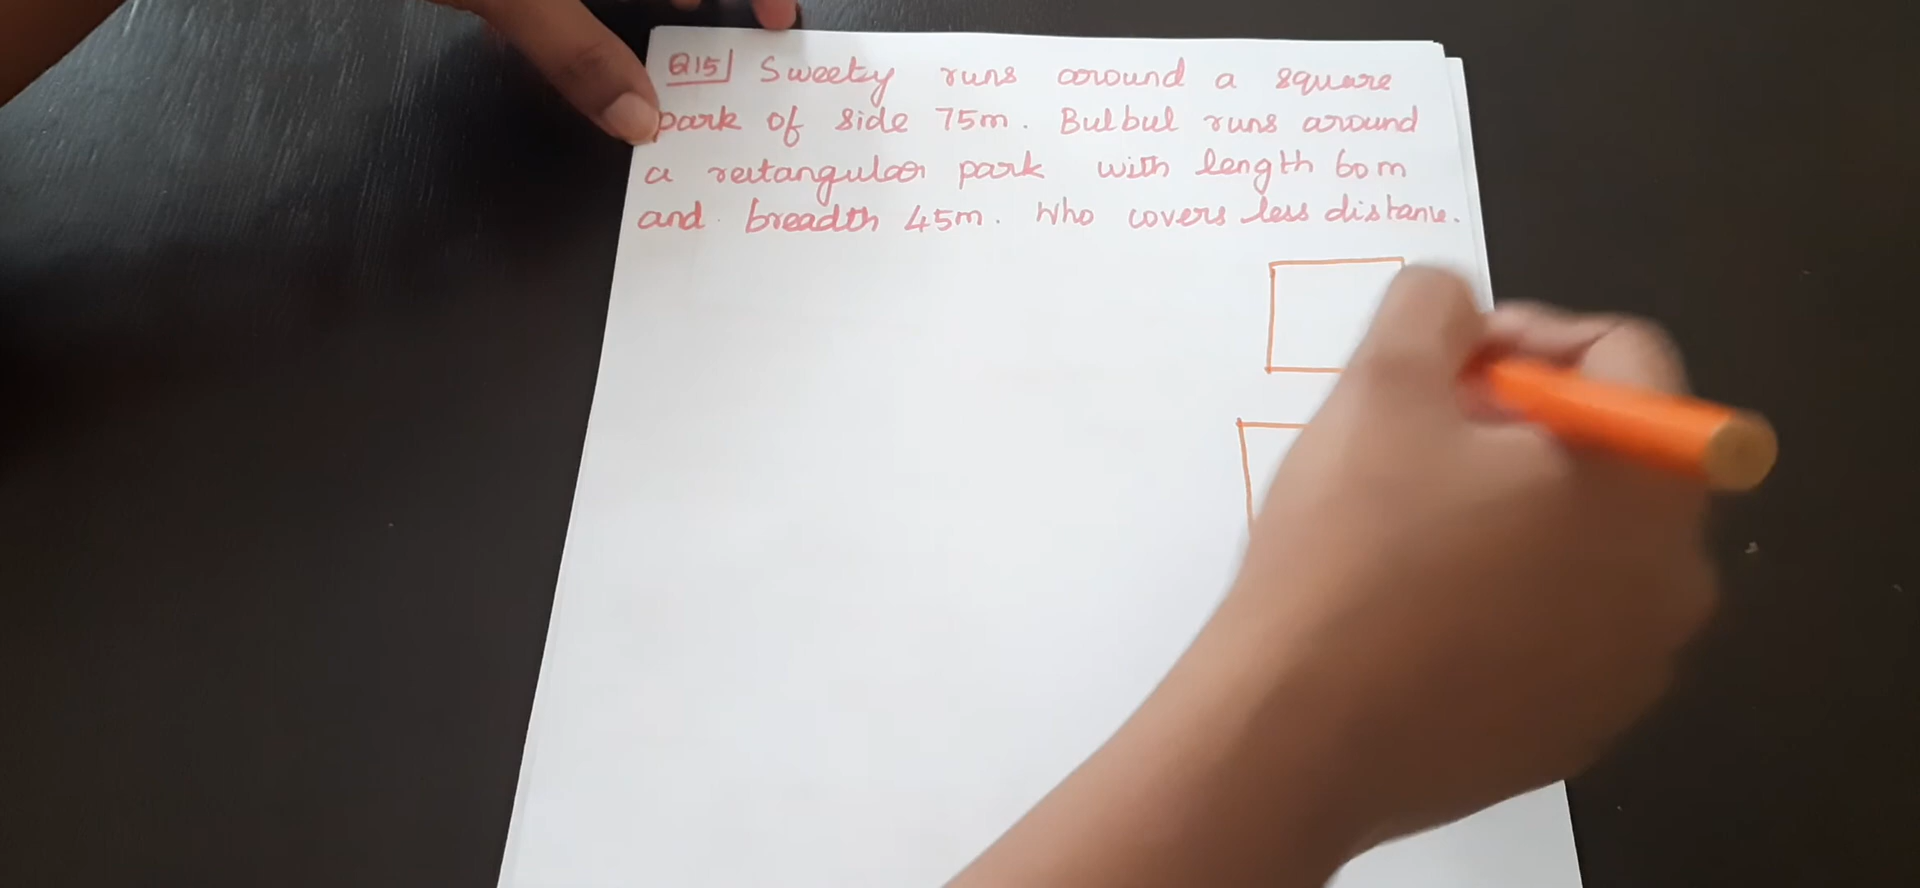 Q15 Sweety runs around a square
park of side 75m. Bulbul runs around
a rectangular park with length 60m
and breadth 45m. Who covers less distance.